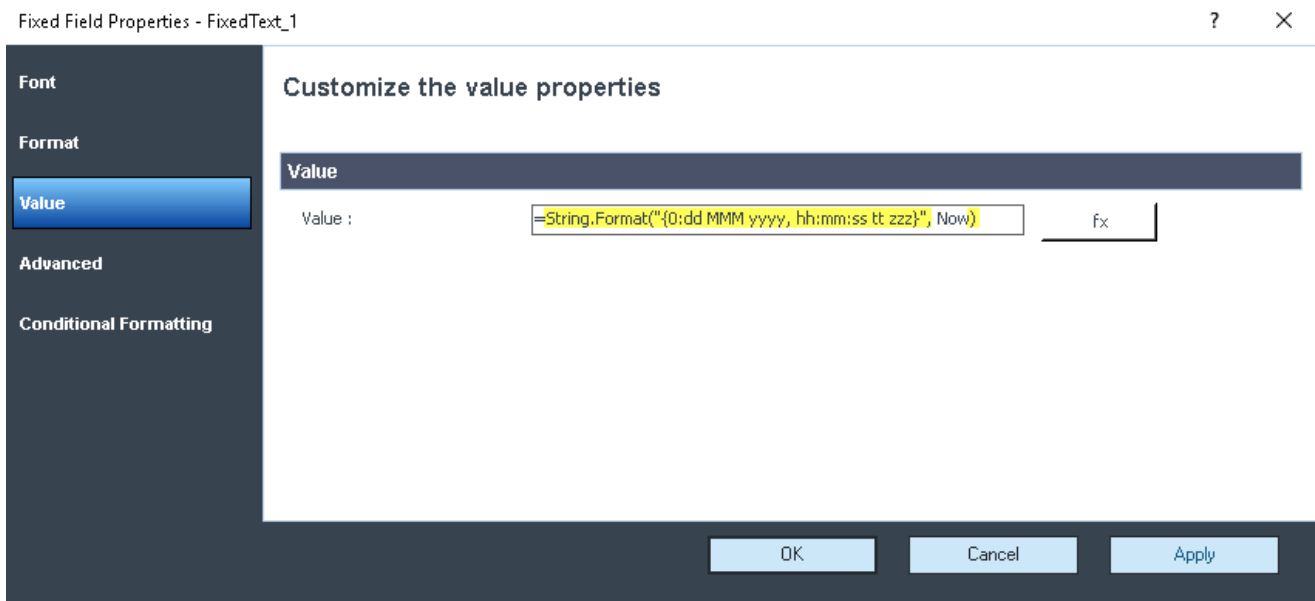 Fixed Field Properties - FixedText_1
?
Font
Format
Value
Advanced
Conditional Formatting
Customize the value properties
Value
Value :
=String.Format("{0:dd MMM yyyy, hh:mm:ss tt zzz}", Now)
fx
OK
Cancel
Apply